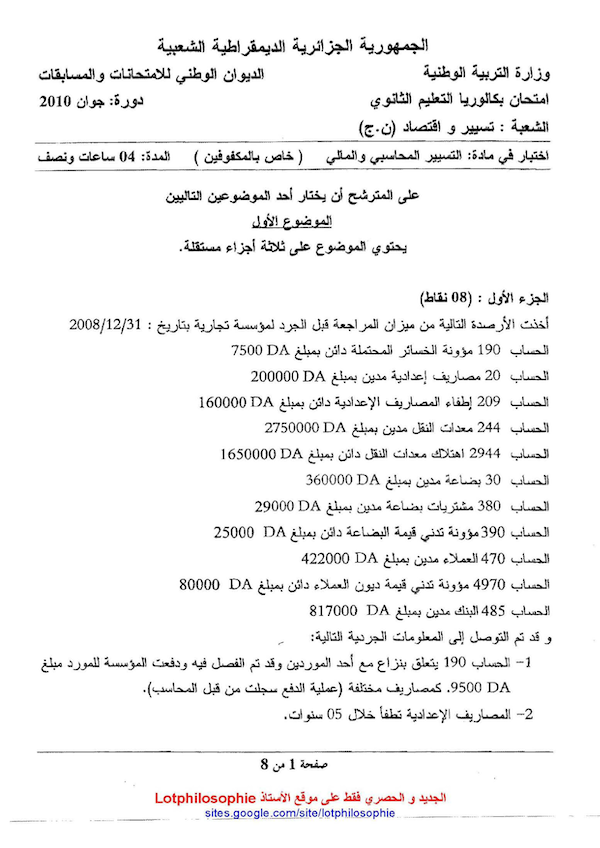 الجمهورية الجزائرية الديمقراطية الشعبية
وزارة التربية الوطنية الديوان الوطني للامتحانات والمسابقات
امتحان بكالوريا التعليم الثانوي دورة: جوان 2010
الشعبة : تسيير و اقتصاد (ن.ج)
اختبار في مادة: التسيير المحاسبي والمالي ( خاص بالمكفوفين ) المدة: 04 ساعات ونصف
على المترشح أن يختار أحد الموضوعين التاليين
الموضوع الأول
يحتوي الموضوع على ثلاثة أجزاء مستقلة.
الجزء الأول : (08 نقاط)
أخذت الأرصدة التالية من ميزان المراجعة قبل الجرد لمؤسسة تجارية بتاريخ : 2008/12/31
الحساب 190 مؤونة الخسائر المحتملة دائن بمبلغ 7500 DA
الحساب 20 مصاريف إعدادية مدين بمبلغ 200000 DA
الحساب 209 إطفاء المصاريف الإعدادية دائن بمبلغ 160000 DA
الحساب 244 معدات النقل مدين بمبلغ 2750000 DA
الحساب 2944 اهتلاك معدات النقل دائن بمبلغ 1650000 DA
الحساب 30 بضاعة مدين بمبلغ 360000 DA
الحساب 380 مشتريات بضاعة مدين بمبلغ 29000 DA
الحساب 390 مؤونة تدني قيمة البضاعة دائن بمبلغ 25000 DA
الحساب 470 العملاء مدين بمبلغ 422000 DA
الحساب 4970 مؤونة تدني قيمة ديون العملاء دائن بمبلغ 80000 DA
الحساب 485 البنك مدين بمبلغ 817000 DA
و قد تم التوصل إلى المعلومات الجردية التالية:
1- الحساب 190 يتعلق بنزاع مع أحد الموردين وقد تم الفصل فيه ودفعت المؤسسة للمورد مبلغ
9500 DA. كمصاريف مختلفة (عملية الدفع سجلت من قبل المحاسب).
2- المصاريف الإعدادية تطفأ خلال 05 سنوات.
صفحة 1 من 8
الجديد و الحصري فقط على موقع الأستاذ Lotphilosophie
sites.google.com/site/lotphilosophie